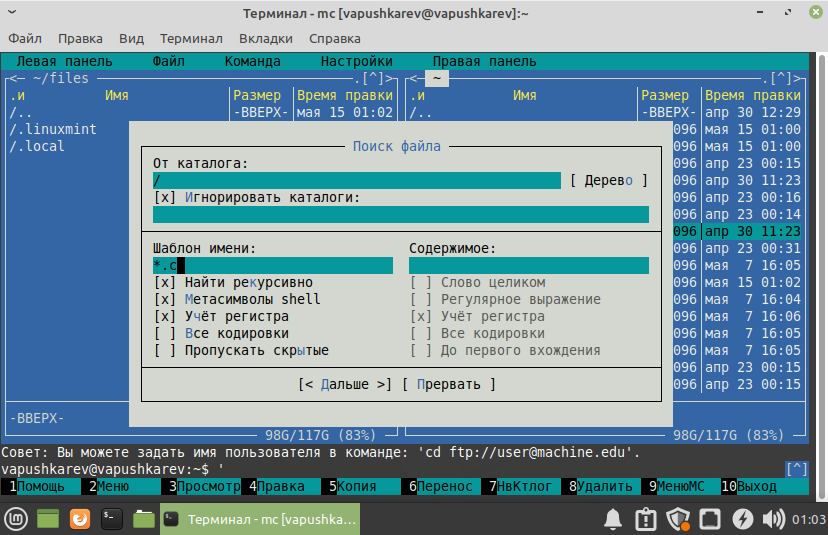 Терминал - mc [vapushkarev@vapushkarev]:~
Файл Правка Вид Терминал Вкладки Справка
Левая панель Файл Команда Настройки Правая панель
<— ~/files .[^]> <— ~ .[^]>
.и Имя Размер Время правки .и Имя Размер Время правки
/.. -ВВЕРХ- мая 15 01:02 /.. -ВВЕРХ- апр 30 12:29
/.linuxmint 096 мая 15 01:00
/.local Поиск файла 096 мая 15 01:00
От каталога: 096 апр 23 00:15
/ [ Дерево ] 096 апр 30 11:23
[x] Игнорировать каталоги: 096 апр 23 00:16
096 апр 23 00:14
096 апр 30 11:23
Шаблон имени: Содержимое: 096 апр 23 00:31
*.c 096 мая 7 16:05
[x] Найти рекурсивно [ ] Слово целиком 096 мая 15 01:02
[x] Метасимволы shell [ ] Регулярное выражение 096 мая 7 16:04
[x] Учёт регистра [x] Учёт регистра 096 мая 7 16:06
[ ] Все кодировки [ ] Все кодировки 096 мая 7 16:05
[ ] Пропускать скрытые [ ] До первого вхождения 096 мая 7 16:05
096 апр 23 00:15
[< Дальше >] [ Прервать ] 096 апр 23 00:15
-ВВЕРХ-
98G/117G (83%) 98G/117G (83%)
Совет: Вы можете задать имя пользователя в команде: 'cd ftp://user@machine.edu'.
vapushkarev@vapushkarev:~$ ' [^]
1Помощь 2Меню 3Просмотр 4Правка 5Копия 6Перенос 7НвКтлог 8Удалить 9МенюМС 10Выход
Терминал - mc [vapushka... 01:03